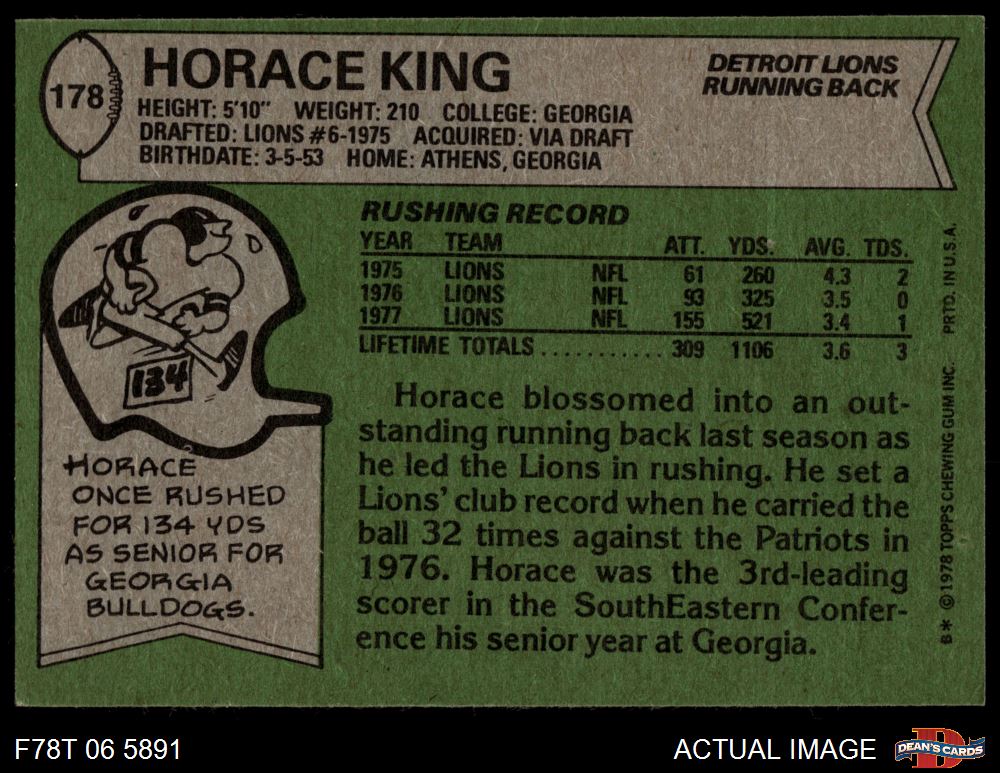 178
HORACE KING
DETROIT LIONS
RUNNING BACK
HEIGHT: 5'10" WEIGHT: 210 COLLEGE: GEORGIA
DRAFTED: LIONS #6-1975 ACQUIRED: VIA DRAFT
BIRTHDATE: 3-5-53 HOME: ATHENS, GEORGIA
RUSHING RECORD
YEAR TEAM ATT. YDS. AVG. TDS.
1975 LIONS NFL 61 260 4.3 2
1976 LIONS NFL 93 325 3.5 0
1977 LIONS NFL 155 521 3.4 1
LIFETIME TOTALS ........... 309 1106 3.6 3
134
HORACE
ONCE RUSHED
FOR 134 YDS
AS SENIOR FOR
GEORGIA
BULLDOGS.
Horace blossomed into an out-
standing running back last season as
he led the Lions in rushing. He set a
Lions' club record when he carried the
ball 32 times against the Patriots in
1976. Horace was the 3rd-leading
scorer in the SouthEastern Confer-
ence his senior year at Georgia.
B* © 1978 TOPPS CHEWING GUM INC. PRTD. IN U.S.A.
F78T 06 5891
ACTUAL IMAGE
DEAN'S CARDS